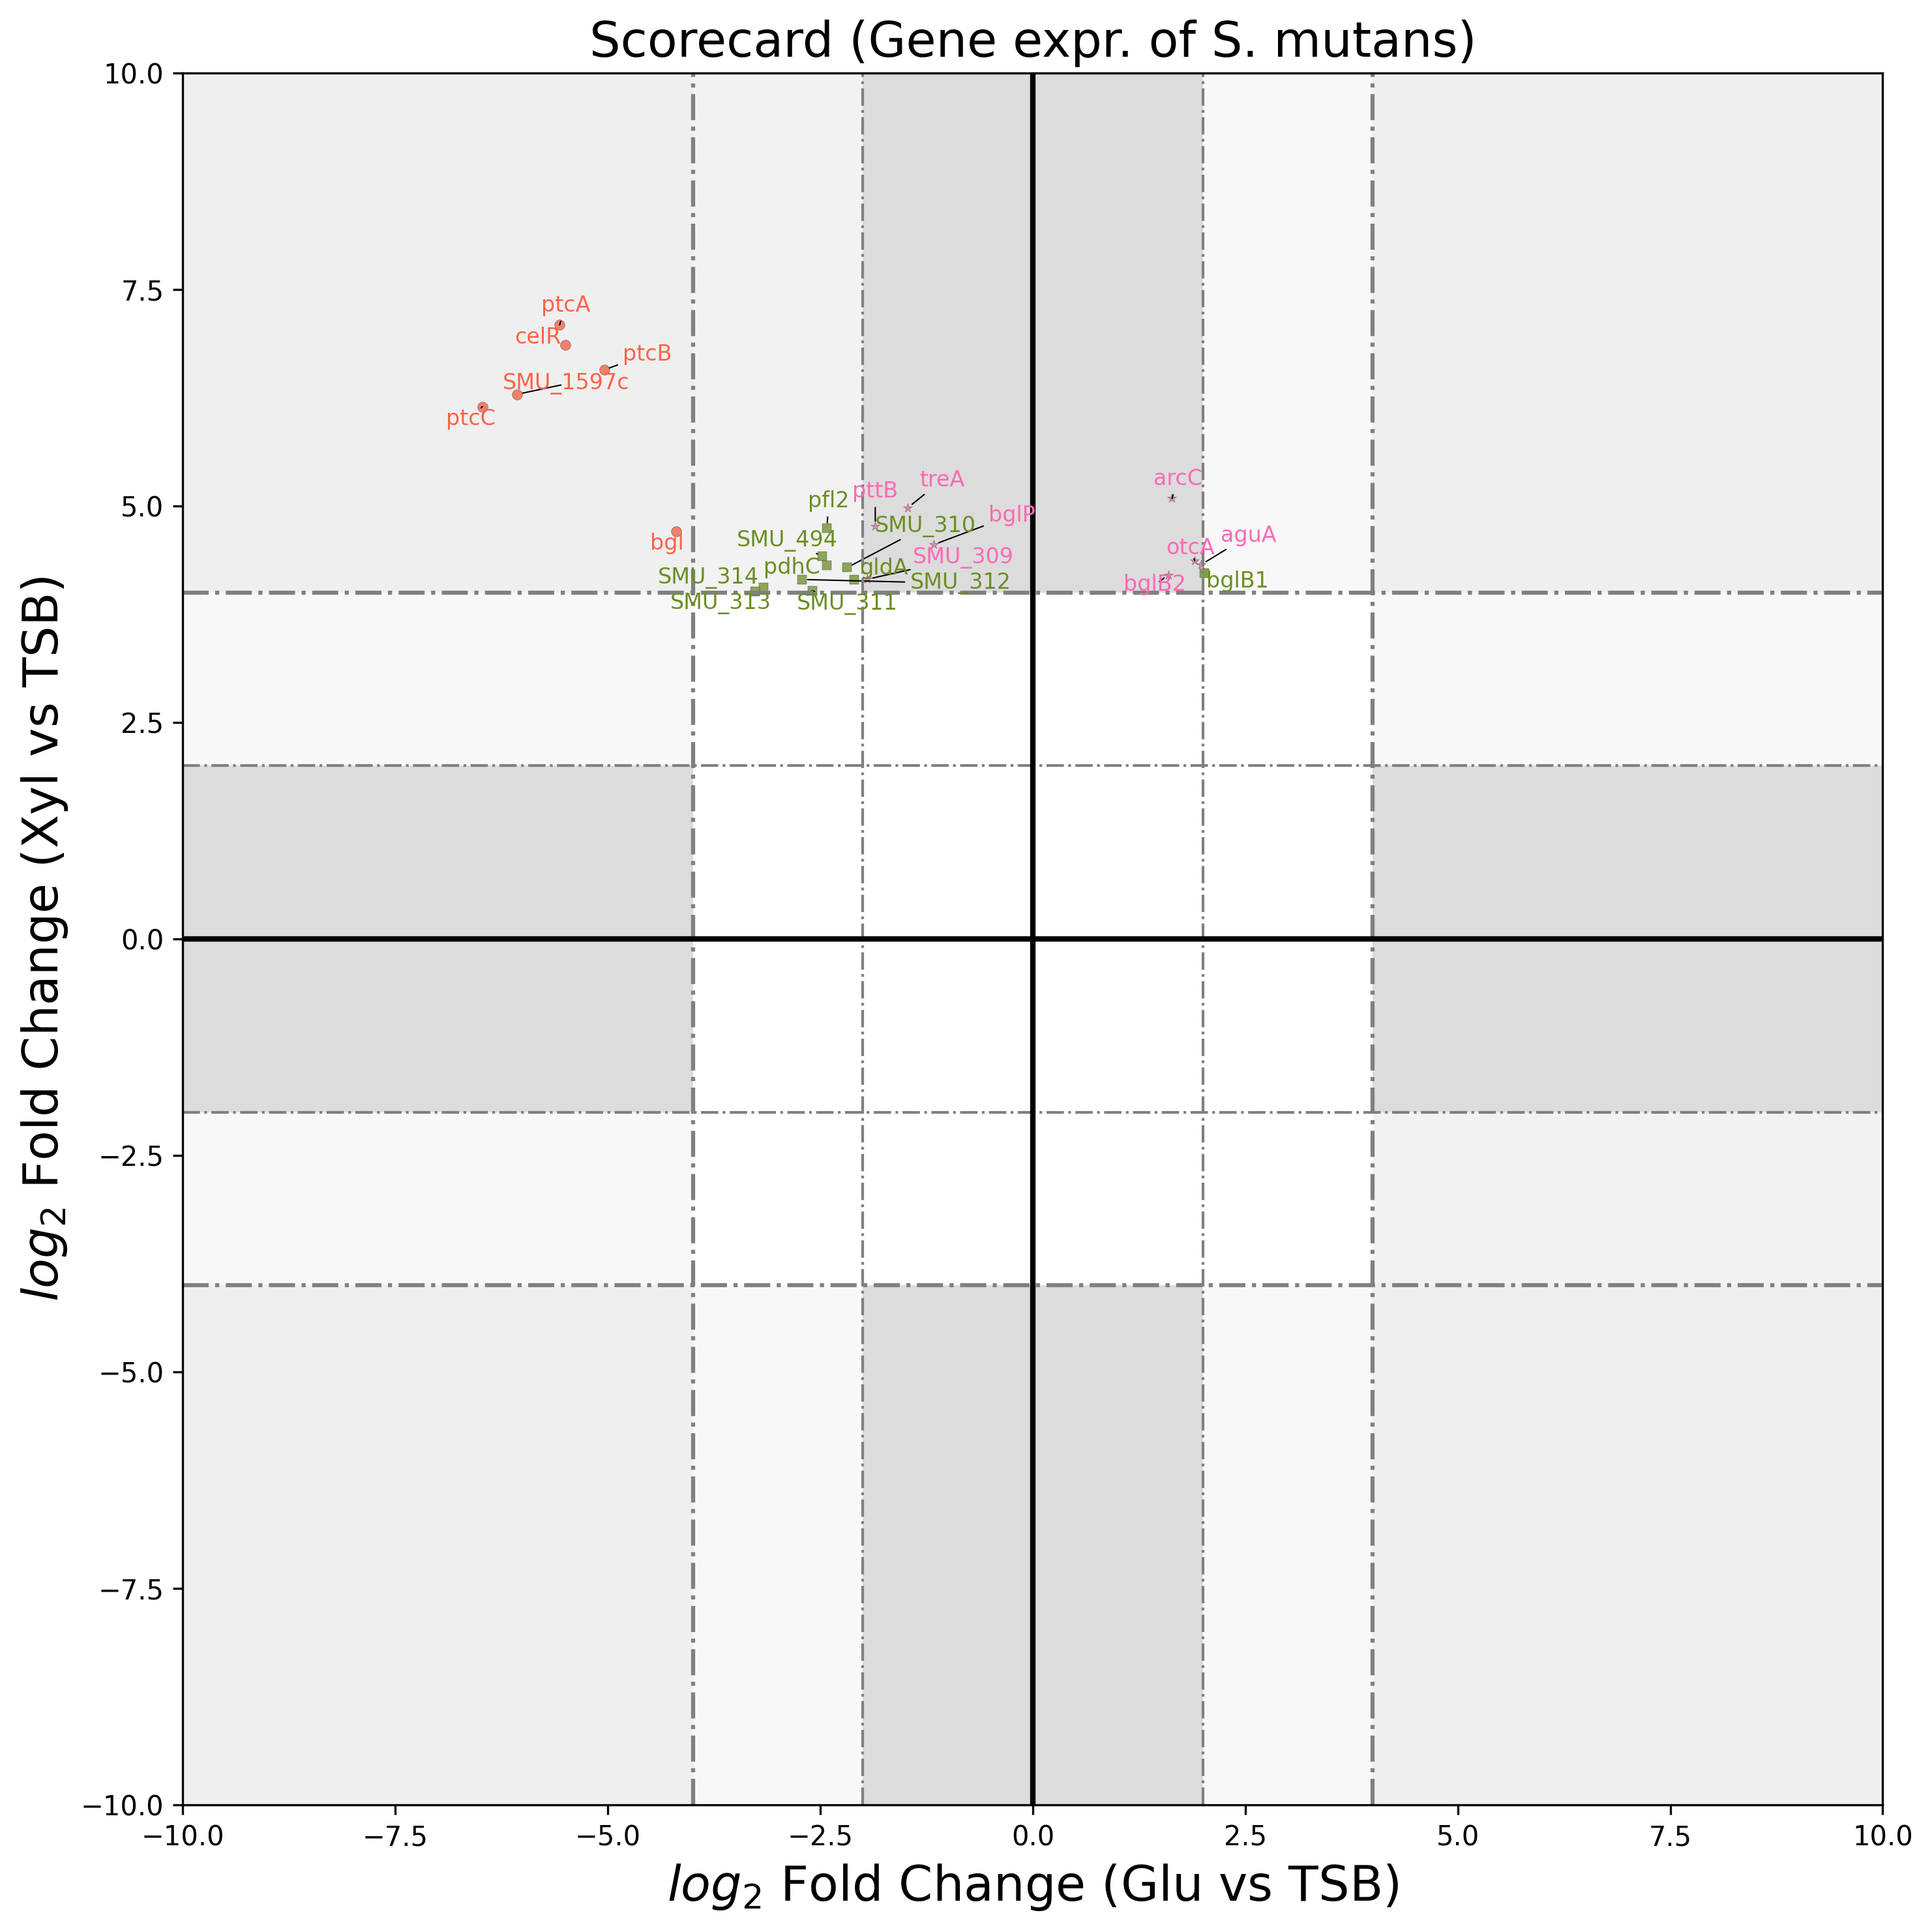 Scorecard (Gene expr. of S. mutans)
log2 Fold Change (Xyl vs TSB)
10.0
7.5
5.0
2.5
0.0
−2.5
−5.0
−7.5
−10.0
ptcA
celR
ptcB
SMU_1597c
ptcC
bgl
treA
pttB
pfl2
arcC
bglP
SMU_310
SMU_494
aguA
otcA
SMU_309
pdhC
gldA
SMU_314
SMU_312
bglB2
bglB1
SMU_313
SMU_311
−10.0
−7.5
−5.0
−2.5
0.0
2.5
5.0
7.5
10.0
log2 Fold Change (Glu vs TSB)